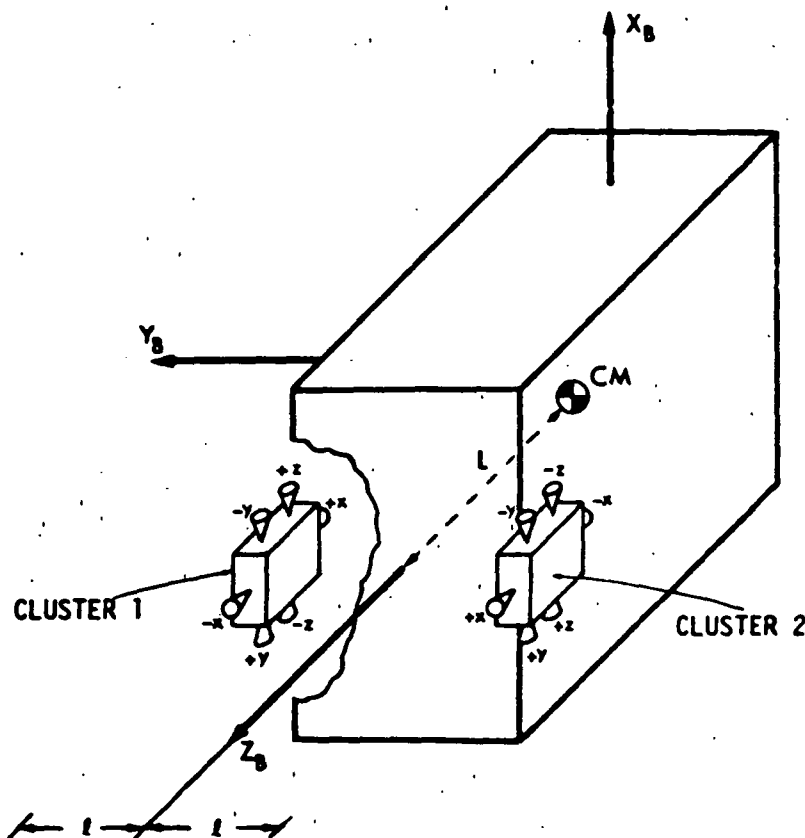 X_B
Y_B
CM
L
+z
-y
+x
-z
-y
-x
CLUSTER 1
-x
-z
+y
+x
+z
+y
CLUSTER 2
Z_B
ℓ ℓ